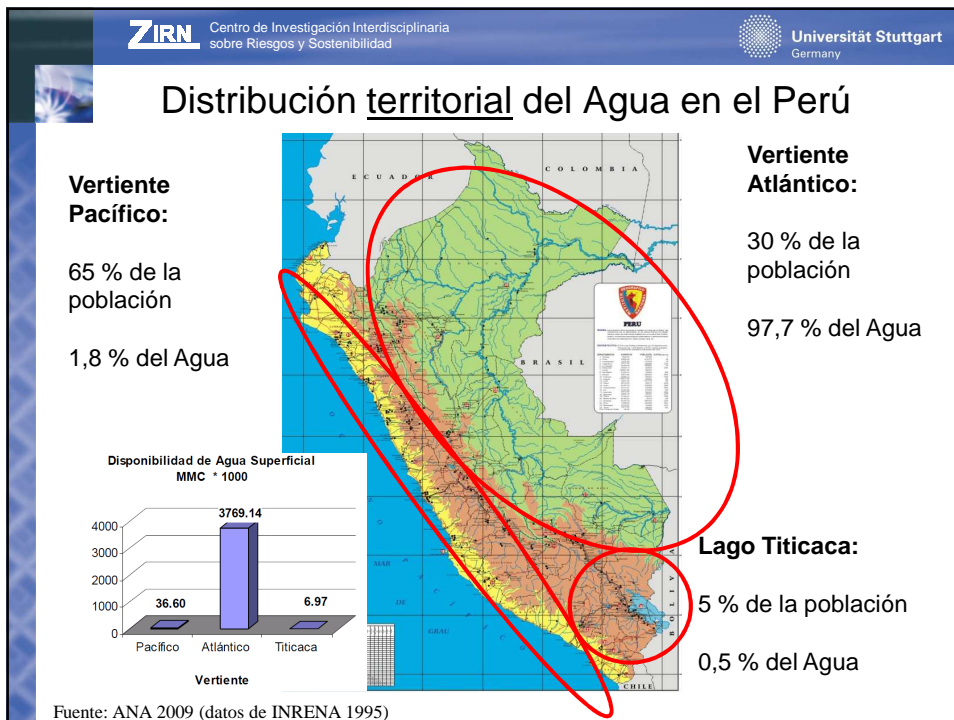 ZIRN
Centro de Investigación Interdisciplinaria
sobre Riesgos y Sostenibilidad
Universität Stuttgart
Germany
Distribución territorial del Agua en el Perú
Vertiente
Pacífico:
65 % de la
población
1,8 % del Agua
ECUADOR
COLOMBIA
BRASIL
PERU
MAR
DE
GRAU
BOLIVIA
CHILE
Vertiente
Atlántico:
30 % de la
población
97,7 % del Agua
Disponibilidad de Agua Superficial
MMC * 1000
4000
3000
2000
1000
0
36.60
3769.14
6.97
Pacífico
Atlántico
Titicaca
Vertiente
Lago Titicaca:
5 % de la población
0,5 % del Agua
Fuente: ANA 2009 (datos de INRENA 1995)